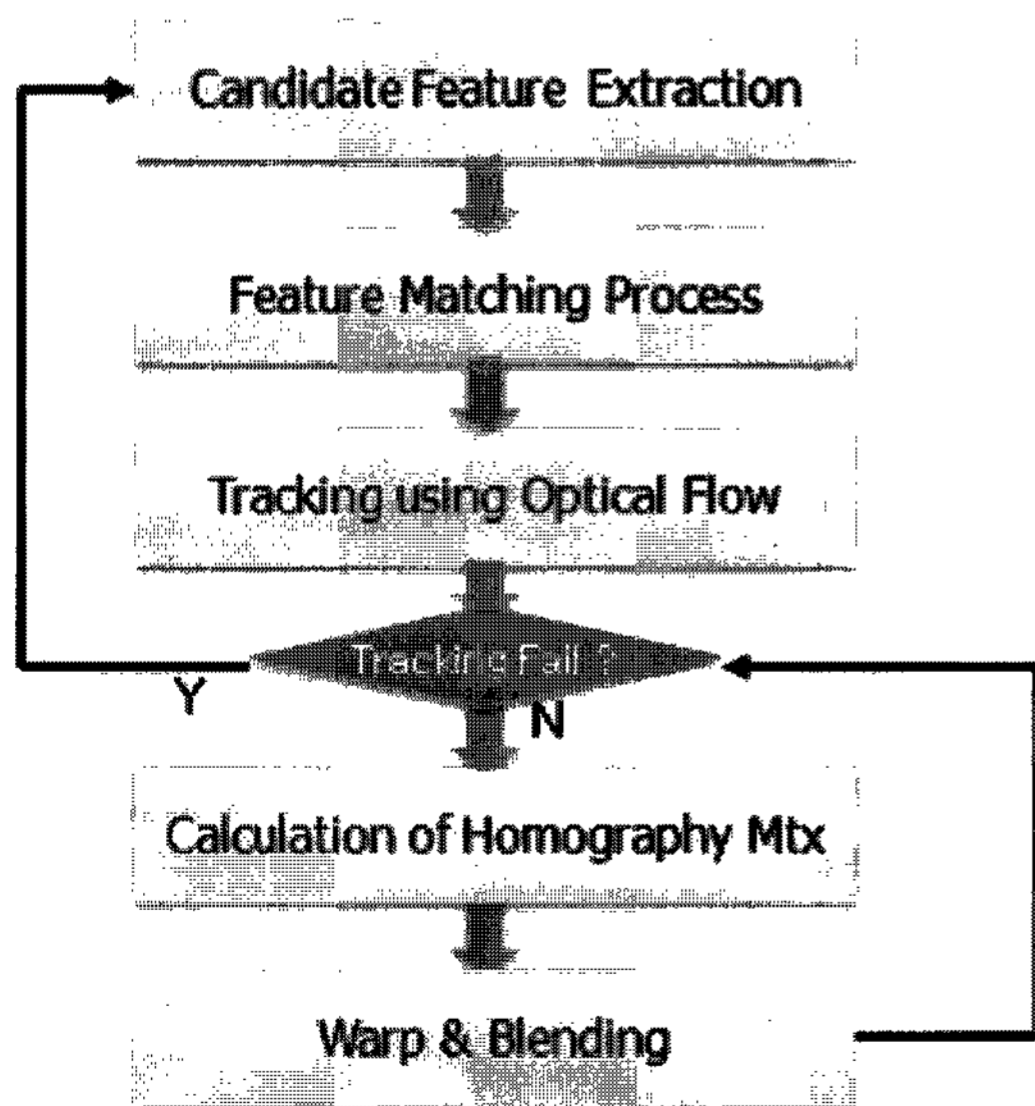 Candidate Feature Extraction
Feature Matching Process
Tracking using Optical Flow
Tracking Fail ?
Y
N
Calculation of Homography Mtx
Warp & Blending